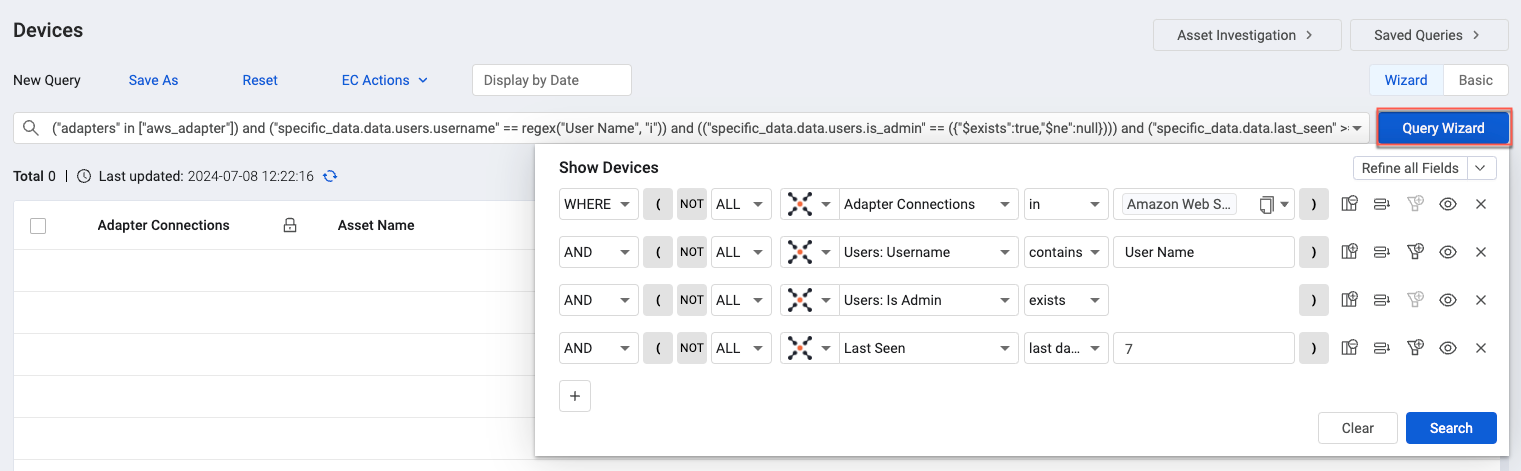 Devices
Asset Investigation
Saved Queries
New Query
Save As
Reset
EC Actions
Display by Date
Wizard
Basic
("adapters" in ["aws_adapter"]) and ("specific_data.data.users.username" == regex("User Name", "i")) and (("specific_data.data.users.is_admin" == ({"$exists":true,"$ne":null}))) and ("specific_data.data.last_seen" >
Query Wizard
Total 0 | Last updated: 2024-07-08 12:22:16
Adapter Connections
Asset Name
Show Devices
Refine all Fields
WHERE ( NOT ALL Adapter Connections in Amazon Web S... )
AND ( NOT ALL Users: Username contains User Name )
AND ( NOT ALL Users: Is Admin exists )
AND ( NOT ALL Last Seen last da... 7 )
+
Clear
Search